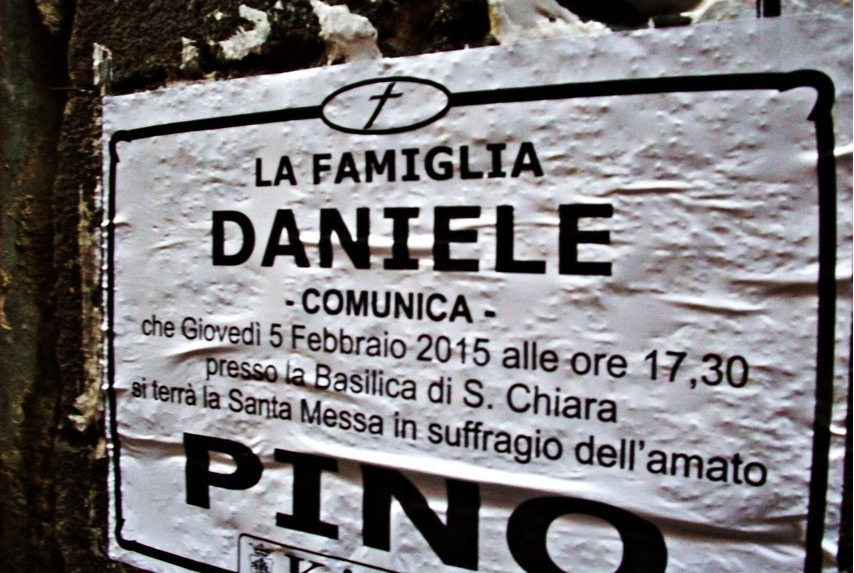 LA FAMIGLIA
DANIELE
- COMUNICA -
che Giovedì 5 Febbraio 2015 alle ore 17,30
presso la Basilica di S. Chiara
si terrà la Santa Messa in suffragio dell'amato
PINO